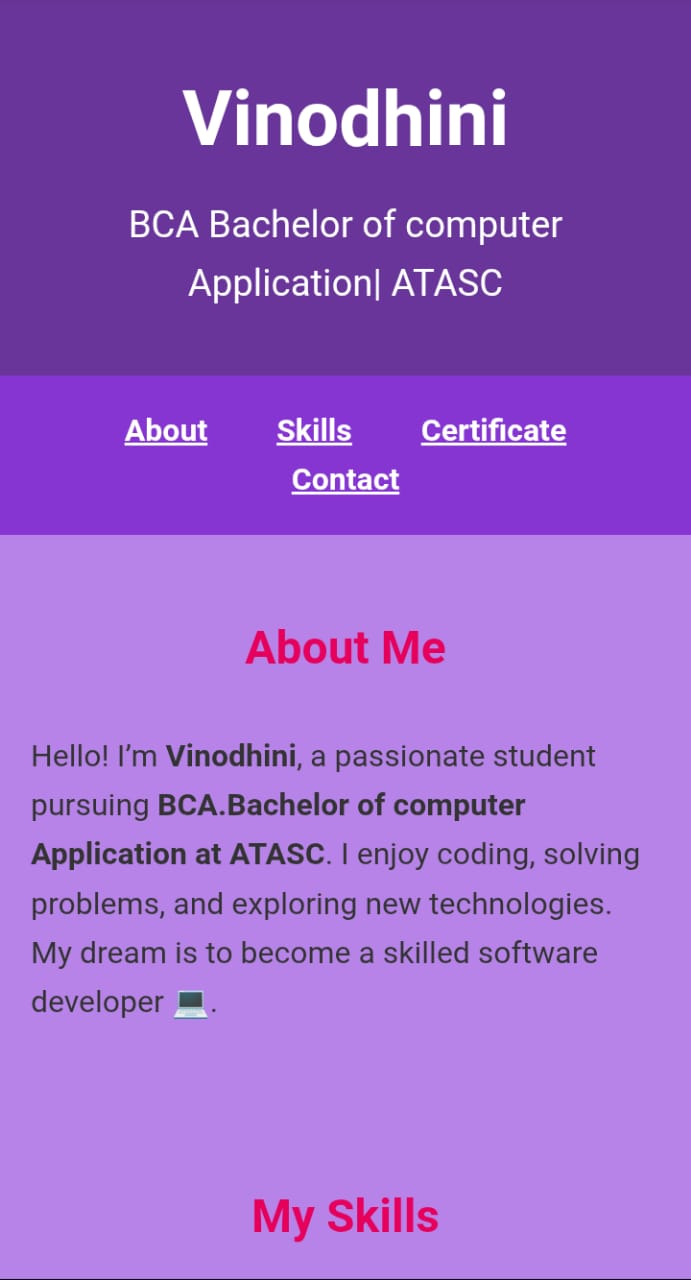 Vinodhini
BCA Bachelor of computer
Application| ATASC
About Skills Certificate
Contact
About Me
Hello! I’m Vinodhini, a passionate student
pursuing BCA.Bachelor of computer
Application at ATASC. I enjoy coding, solving
problems, and exploring new technologies.
My dream is to become a skilled software
developer 💻.
My Skills